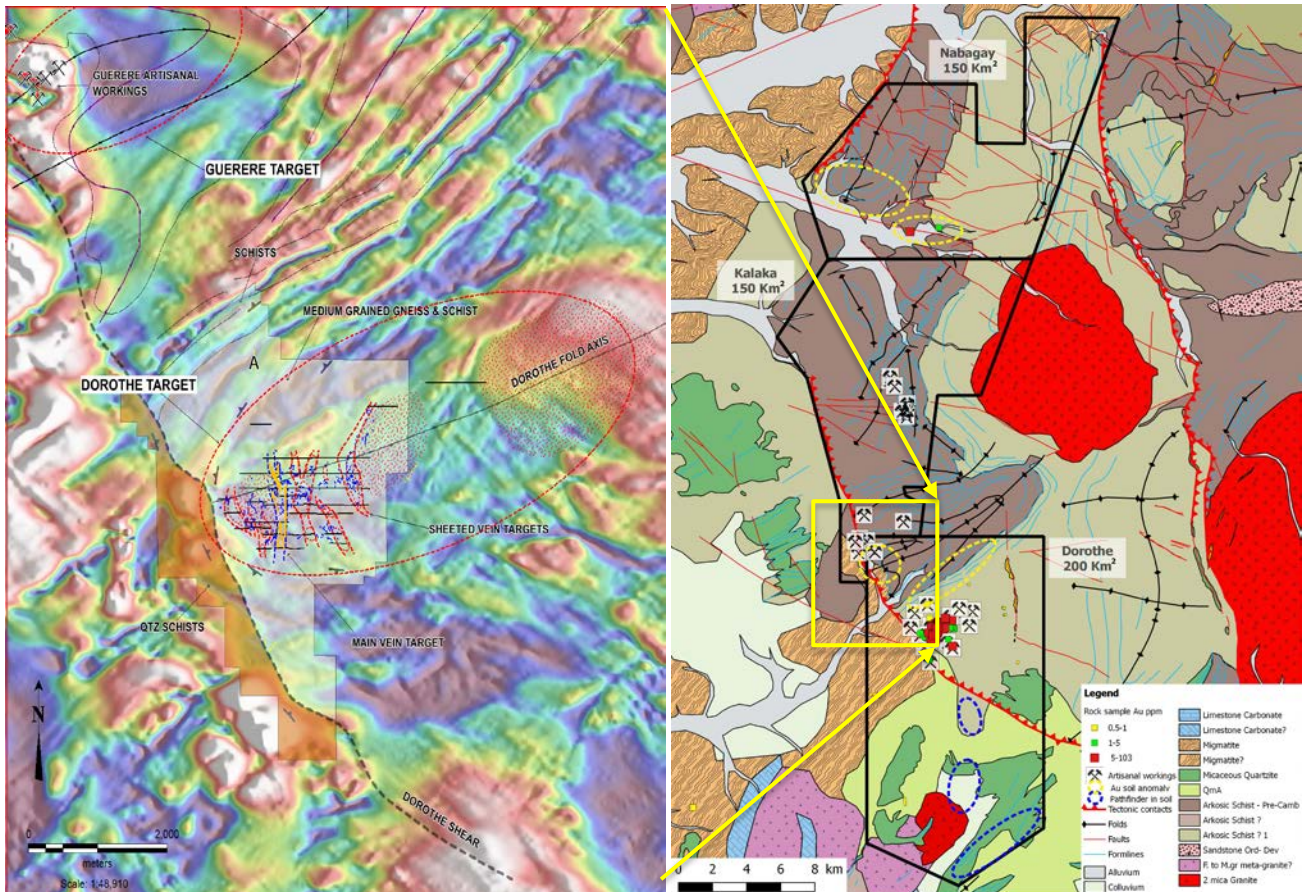 GUERERE ARTISANAL
WORKINGS
GUERERE TARGET
SCHISTS
MEDIUM GRAINED GNEISS & SCHIST
A
DOROTHE FOLD AXIS
DOROTHE TARGET
SHEETED VEIN TARGETS
QTZ SCHISTS
MAIN VEIN TARGET
N
DOROTHE SHEAR
0
2,000
meters
Scale: 1:48,910
Nabagay
150 Km²
Kalaka
150 Km²
Dorothe
200 Km²
0 2 4 6 8 km
Legend
Rock sample Au ppm
0.5-1
1-5
5-103
Artisanal workings
Au soil anomalv
Pathfinder in soil
Tectonic contacts
Folds
Faults
Formlines
Alluvium
Colluvium
Limestone Carbonate
Limestone Carbonate?
Migmatite
Migmatite?
Micaceous Quartzite
QmA
Arkosic Schist - Pre-Camb
Arkosic Schist ?
Arkosic Schist ? 1
Sandstone Ord- Dev
F. to M.gr meta-granite?
2 mica Granite